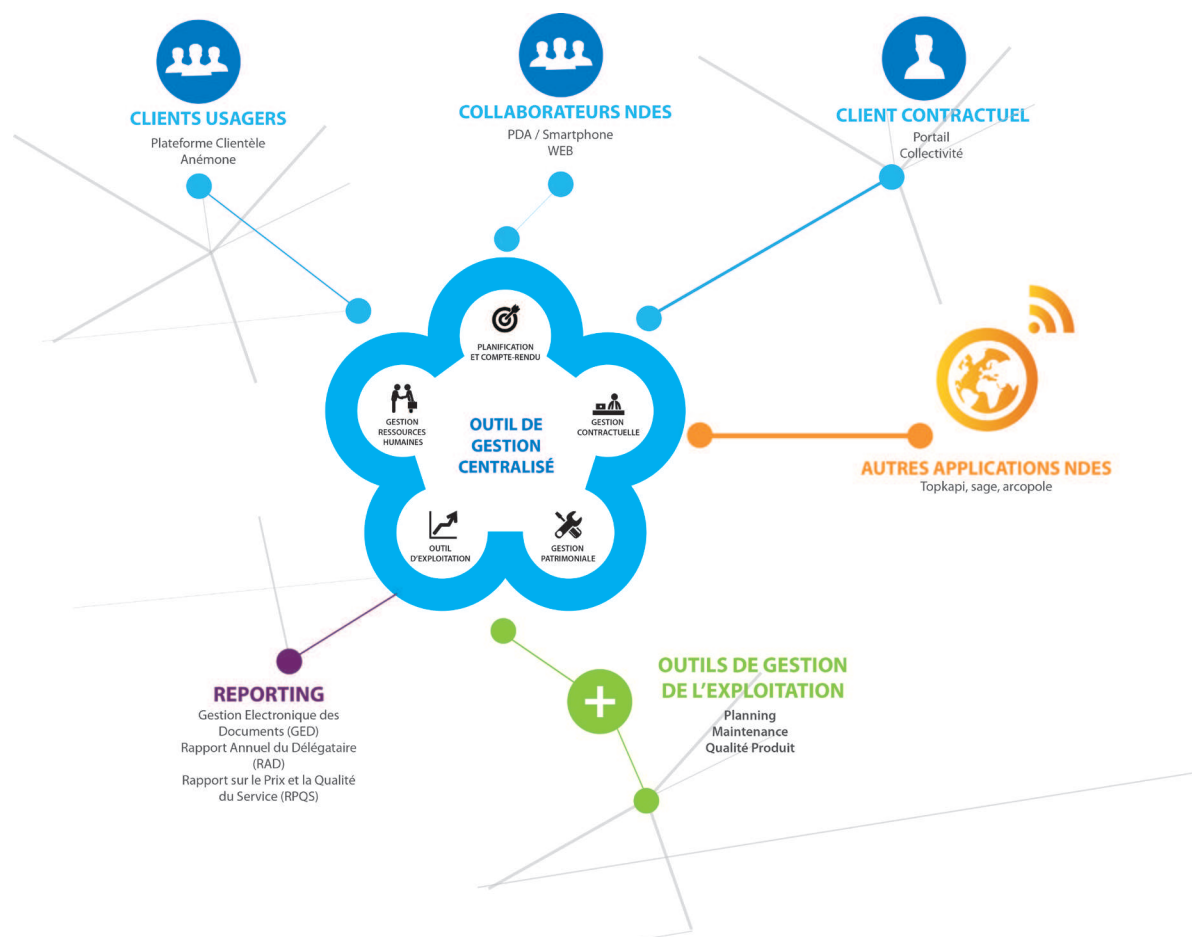 CLIENTS USAGERS
Plateforme Clientèle
Anémone
COLLABORATEURS NDES
PDA / Smartphone
WEB
CLIENT CONTRACTUEL
Portail
Collectivité
PLANIFICATION
ET COMPTE-RENDU
GESTION
RESSOURCES
HUMAINES
OUTIL DE
GESTION
CENTRALISÉ
GESTION
CONTRACTUELLE
OUTIL
D'EXPLOITATION
GESTION
PATRIMONIALE
AUTRES APPLICATIONS NDES
Topkapi, sage, arcopole
REPORTING
Gestion Electronique des
Documents (GED)
Rapport Annuel du Délégataire
(RAD)
Rapport sur le Prix et la Qualité
du Service (RPQS)
OUTILS DE GESTION
DE L'EXPLOITATION
Planning
Maintenance
Qualité Produit